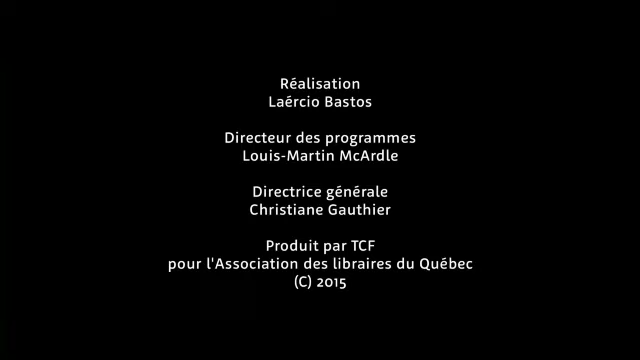 Réalisation
Laércio Bastos
Directeur des programmes
Louis-Martin McArdle
Directrice générale
Christiane Gauthier
Produit par TCF
pour l'Association des libraires du Québec
(C) 2015